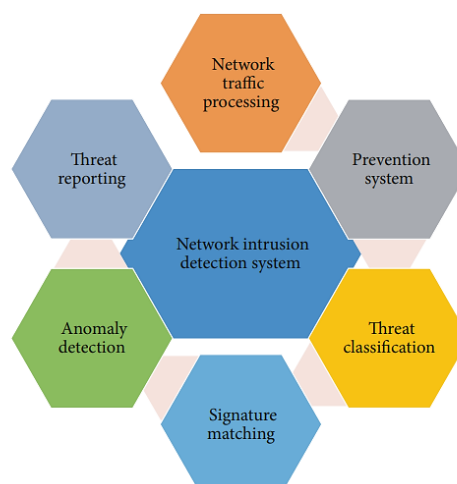 Network
traffic
processing
Threat
reporting
Prevention
system
Network intrusion
detection system
Anomaly
detection
Threat
classification
Signature
matching